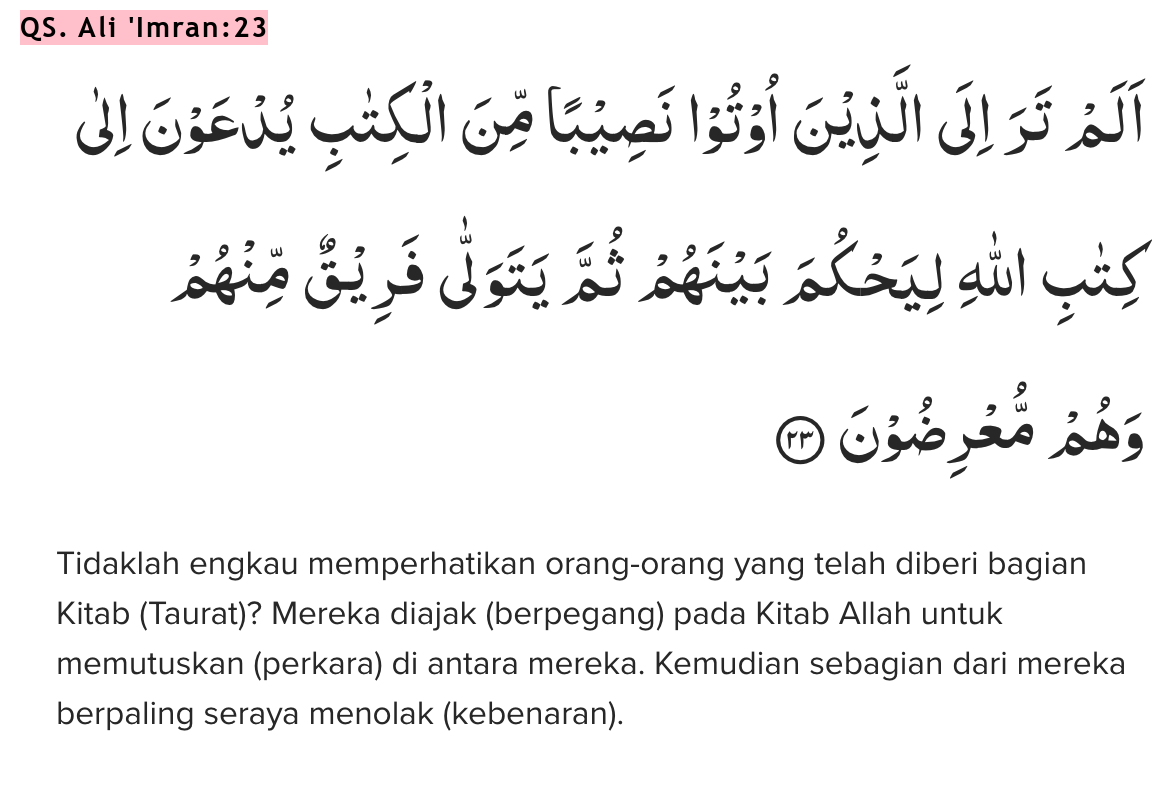 QS. Ali 'Imran:23
اَلَمْ تَرَ اِلَى الَّذِيْنَ اُوْتُوْا نَصِيْبًا مِّنَ الْكِتٰبِ يُدْعَوْنَ اِلٰى
كِتٰبِ اللّٰهِ لِيَحْكُمَ بَيْنَهُمْ ثُمَّ يَتَوَلّٰى فَرِيْقٌ مِّنْهُمْ
وَهُمْ مُّعْرِضُوْنَ ٢٣
Tidaklah engkau memperhatikan orang-orang yang telah diberi bagian
Kitab (Taurat)? Mereka diajak (berpegang) pada Kitab Allah untuk
memutuskan (perkara) di antara mereka. Kemudian sebagian dari mereka
berpaling seraya menolak (kebenaran).